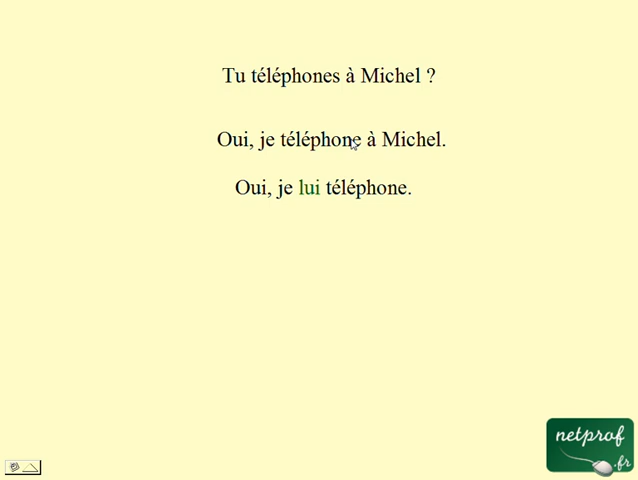 Tu téléphones à Michel ?
Oui, je téléphone à Michel.
Oui, je lui téléphone.
netprof
.fr